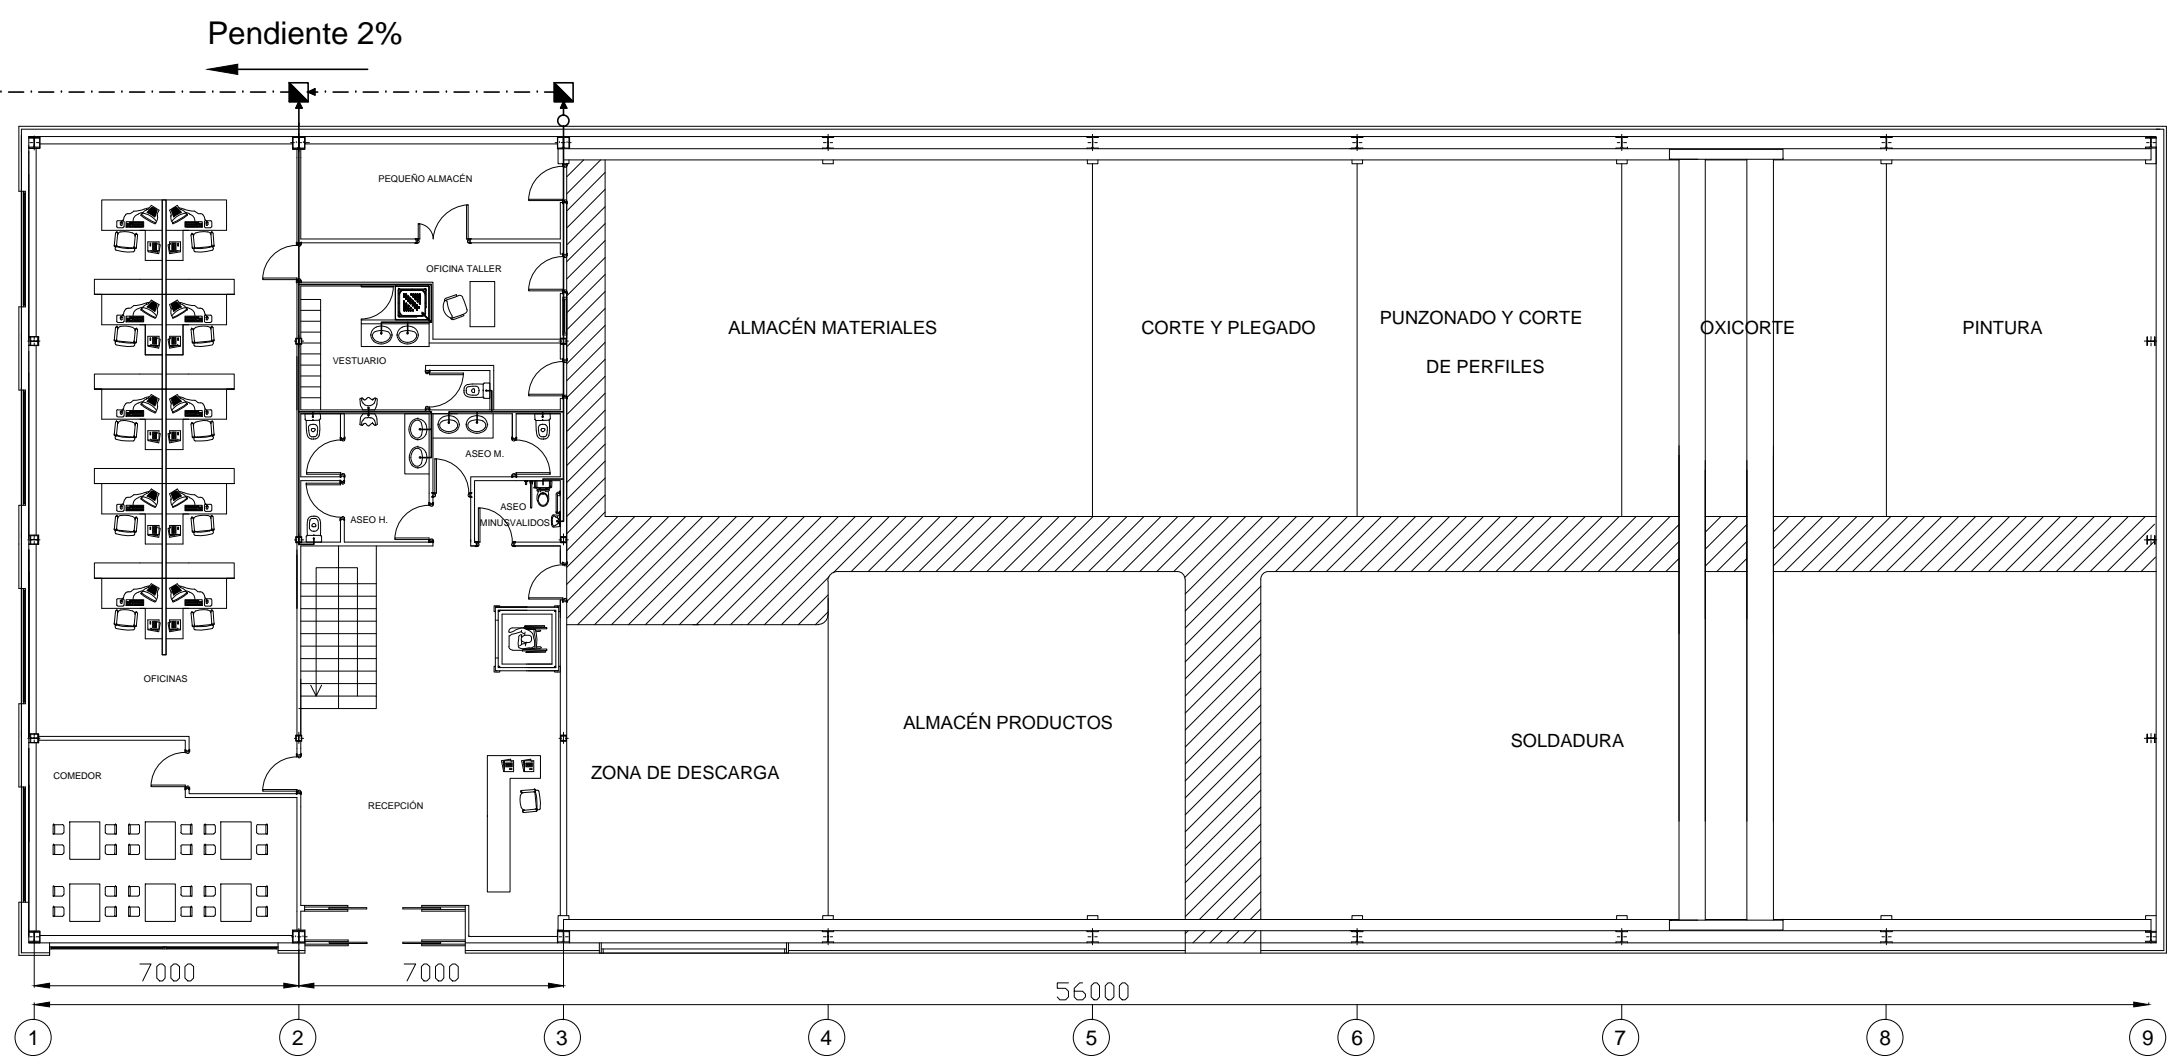 Pendiente 2%
PEQUEÑO ALMACÉN
OFICINA TALLER
ALMACÉN MATERIALES
CORTE Y PLEGADO
PUNZONADO Y CORTE
DE PERFILES
OXICORTE
PINTURA
VESTUARIO
ASEO M.
ASEO H.
ASEO
MINUSVALIDOS
OFICINAS
ALMACÉN PRODUCTOS
SOLDADURA
ZONA DE DESCARGA
COMEDOR
RECEPCIÓN
7000
7000
56000
1
2
3
4
5
6
7
8
9